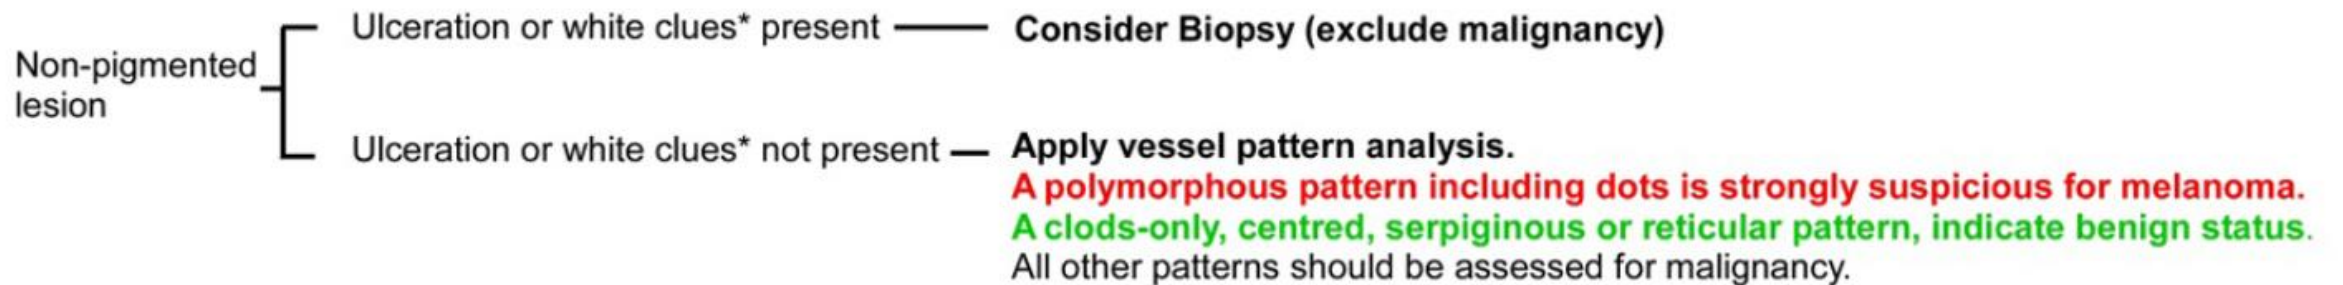 Non-pigmented
lesion
Ulceration or white clues* present
Consider Biopsy (exclude malignancy)
Ulceration or white clues* not present
Apply vessel pattern analysis.
A polymorphous pattern including dots is strongly suspicious for melanoma.
A clods-only, centred, serpiginous or reticular pattern, indicate benign status.
All other patterns should be assessed for malignancy.